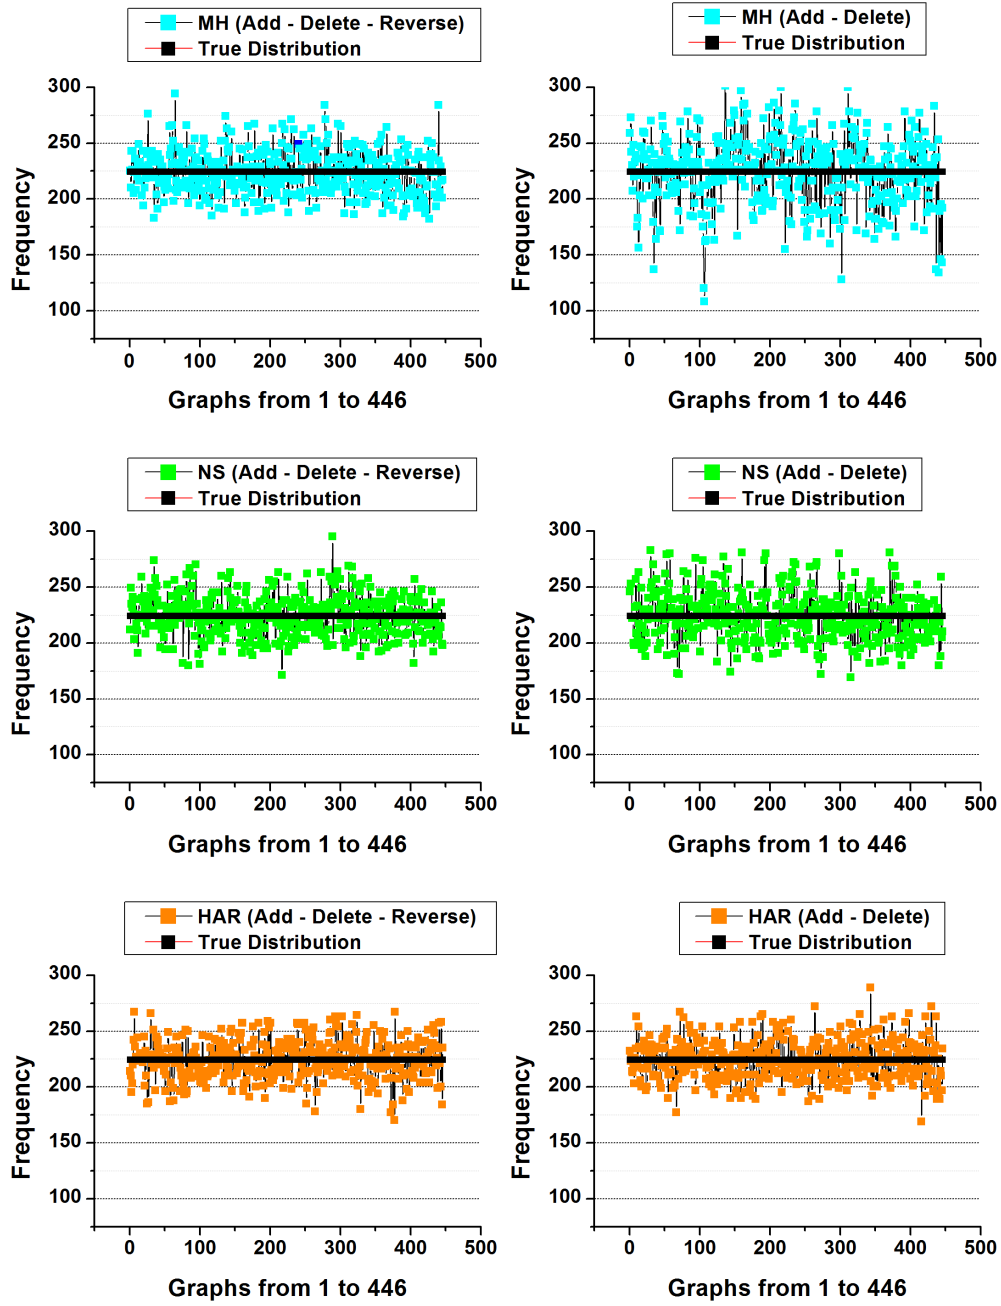 MH (Add - Delete - Reverse)
True Distribution
300
250
200
150
100
Frequency
0 100 200 300 400 500
Graphs from 1 to 446
MH (Add - Delete)
True Distribution
300
250
200
150
100
Frequency
0 100 200 300 400 500
Graphs from 1 to 446
NS (Add - Delete - Reverse)
True Distribution
300
250
200
150
100
Frequency
0 100 200 300 400 500
Graphs from 1 to 446
NS (Add - Delete)
True Distribution
300
250
200
150
100
Frequency
0 100 200 300 400 500
Graphs from 1 to 446
HAR (Add - Delete - Reverse)
True Distribution
300
250
200
150
100
Frequency
0 100 200 300 400 500
Graphs from 1 to 446
HAR (Add - Delete)
True Distribution
300
250
200
150
100
Frequency
0 100 200 300 400 500
Graphs from 1 to 446